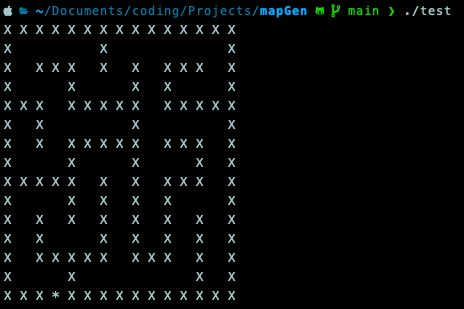 ~/Documents/coding/Projects/mapGen main ❯ ./test
X X X X X X X X X X X X X X X
X           X               X
X   X X X   X   X   X X X   X
X       X       X   X       X
X X X   X X X X X   X X X X X
X   X           X           X
X   X   X X X X X   X X X   X
X       X       X       X   X
X X X X X   X   X   X X X   X
X       X   X   X   X       X
X   X   X   X   X   X   X   X
X   X       X   X   X   X   X
X   X X X X X   X X X   X   X
X       X               X   X
X X X * X X X X X X X X X X X